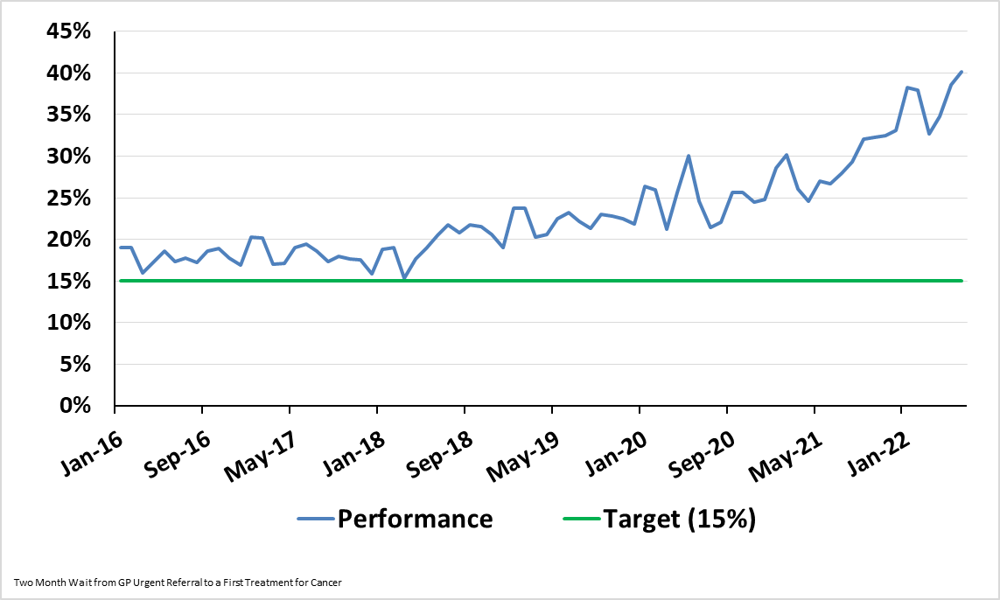 45%
40%
35%
30%
25%
20%
15%
10%
5%
0%
Jan-16
Sep-16
May-17
Jan-18
Sep-18
May-19
Jan-20
Sep-20
May-21
Jan-22
Performance
Target (15%)
Two Month Wait from GP Urgent Referral to a First Treatment for Cancer